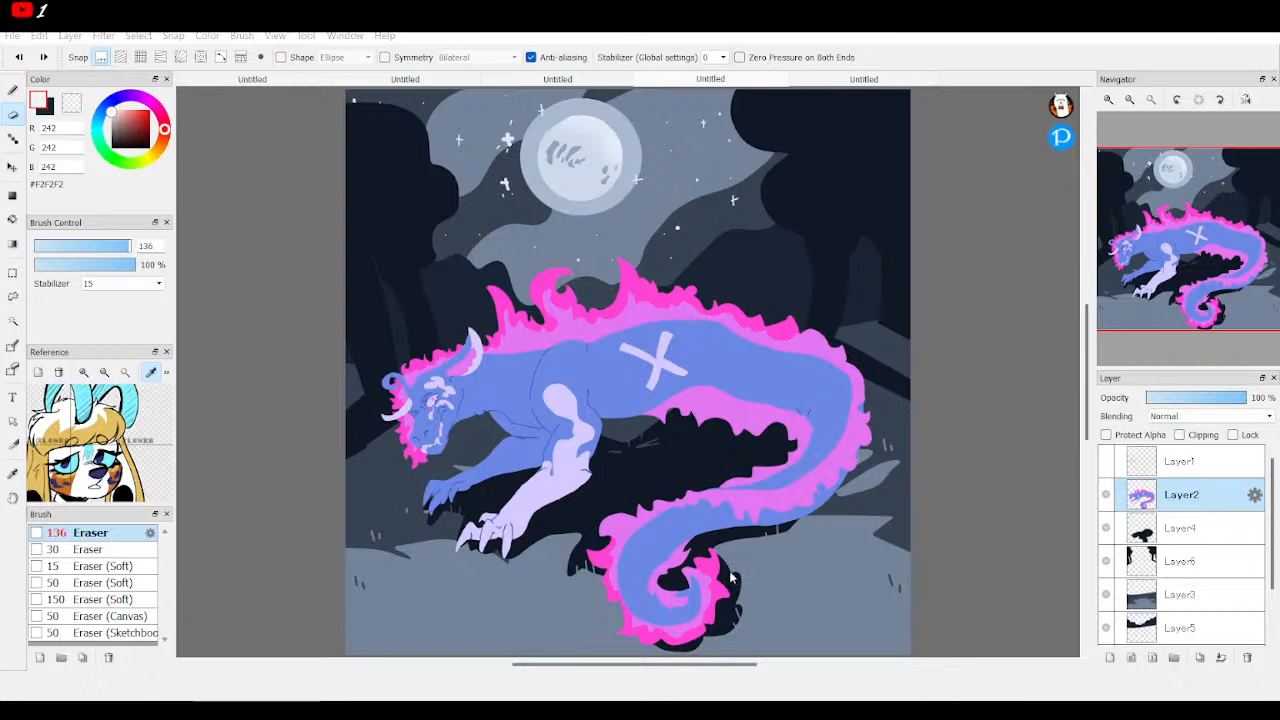 1
File Edit Layer Filter Select Snap Color Brush View Tool Window Help
Snap Shape Ellipse Symmetry Bilateral Anti-aliasing Stabilizer (Global settings) 0 Zero Pressure on Both Ends
Color
Untitled Untitled Untitled Untitled Untitled
Navigator
R 242
G 242
B 242
#F2F2F2
Brush Control
136
100 %
Stabilizer 15
Reference
Brush
136 Eraser
30 Eraser
15 Eraser (Soft)
50 Eraser (Soft)
150 Eraser (Soft)
50 Eraser (Canvas)
50 Eraser (Sketchboo
Layer
Opacity 100 %
Blending Normal
Protect Alpha Clipping Lock
Layer1
Layer2
Layer4
Layer6
Layer3
Layer5